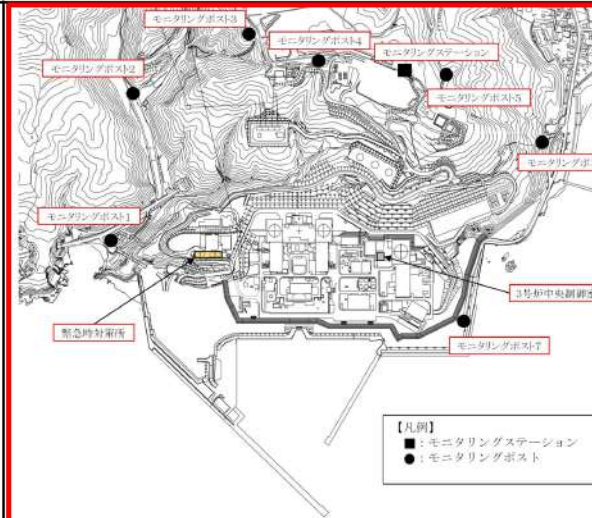 モニタリングポスト3
モニタリングポスト4
モニタリングステーション
モニタリングポスト2
モニタリングポスト5
モニタリングポス
モニタリングポスト1
3号炉中央制御室
緊急時対策所
モニタリングポスト7
【凡例】
■:モニタリングステーション
●:モニタリングポスト